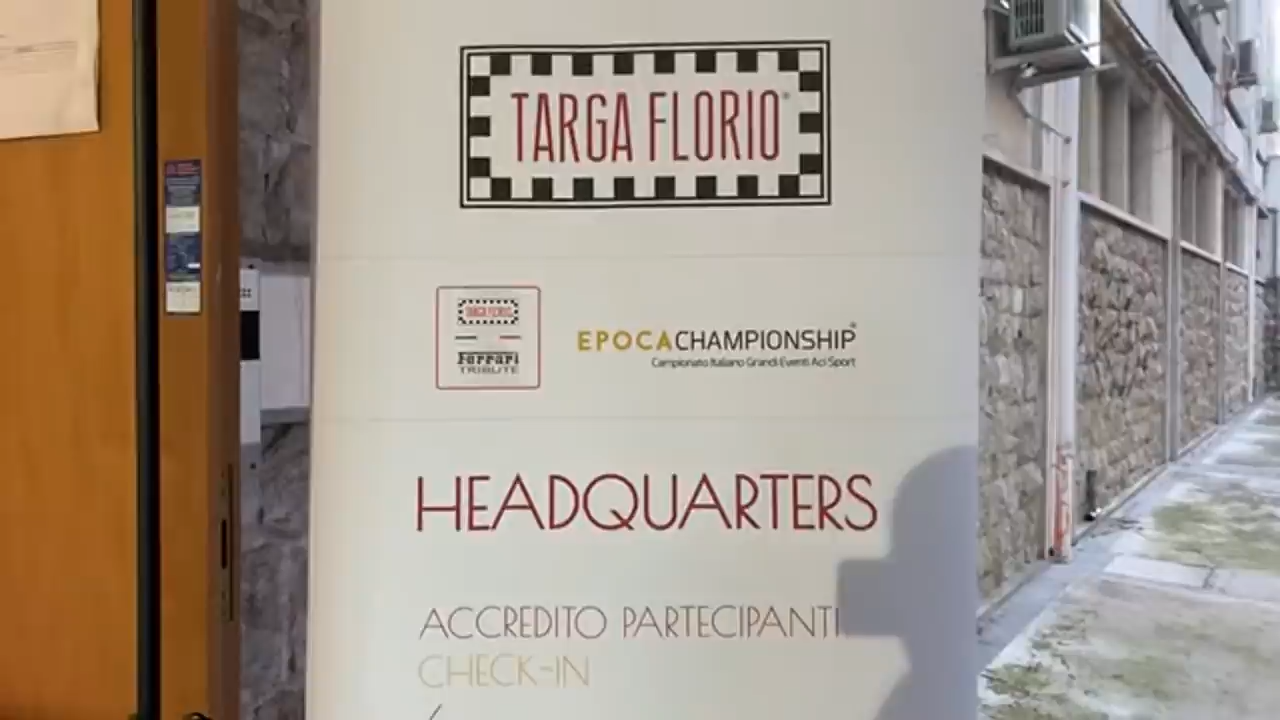 TARGA FLORIO®
TARGA FLORIO
Ferrari
TRIBUTE
EPOCACHAMPIONSHIP®
Campionato Italiano Grandi Eventi Aci Sport
HEADQUARTERS
ACCREDITO PARTECIPANTI
CHECK-IN